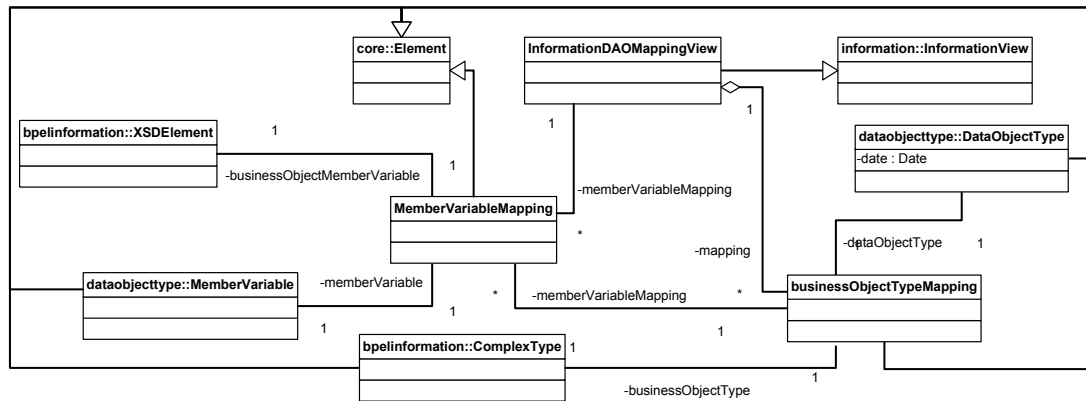 core::Element
InformationDAOMappingView
information::InformationView
bpelinformation::XSDElement
1
1
1
dataobjecttype::DataObjectType
-date : Date
-businessObjectMemberVariable
1
-memberVariableMapping
MemberVariableMapping
*
-mapping
-dataObjectType
1
1
dataobjecttype::MemberVariable
-memberVariable
*
-memberVariableMapping
*
businessObjectTypeMapping
1
1
1
bpelinformation::ComplexType
1
1
-businessObjectType